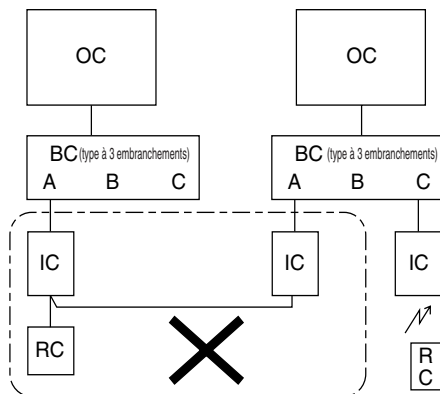 OC OC
BC (type à 3 embranchements) BC (type à 3 embranchements)
A B C A B C
IC IC IC
RC
R
C